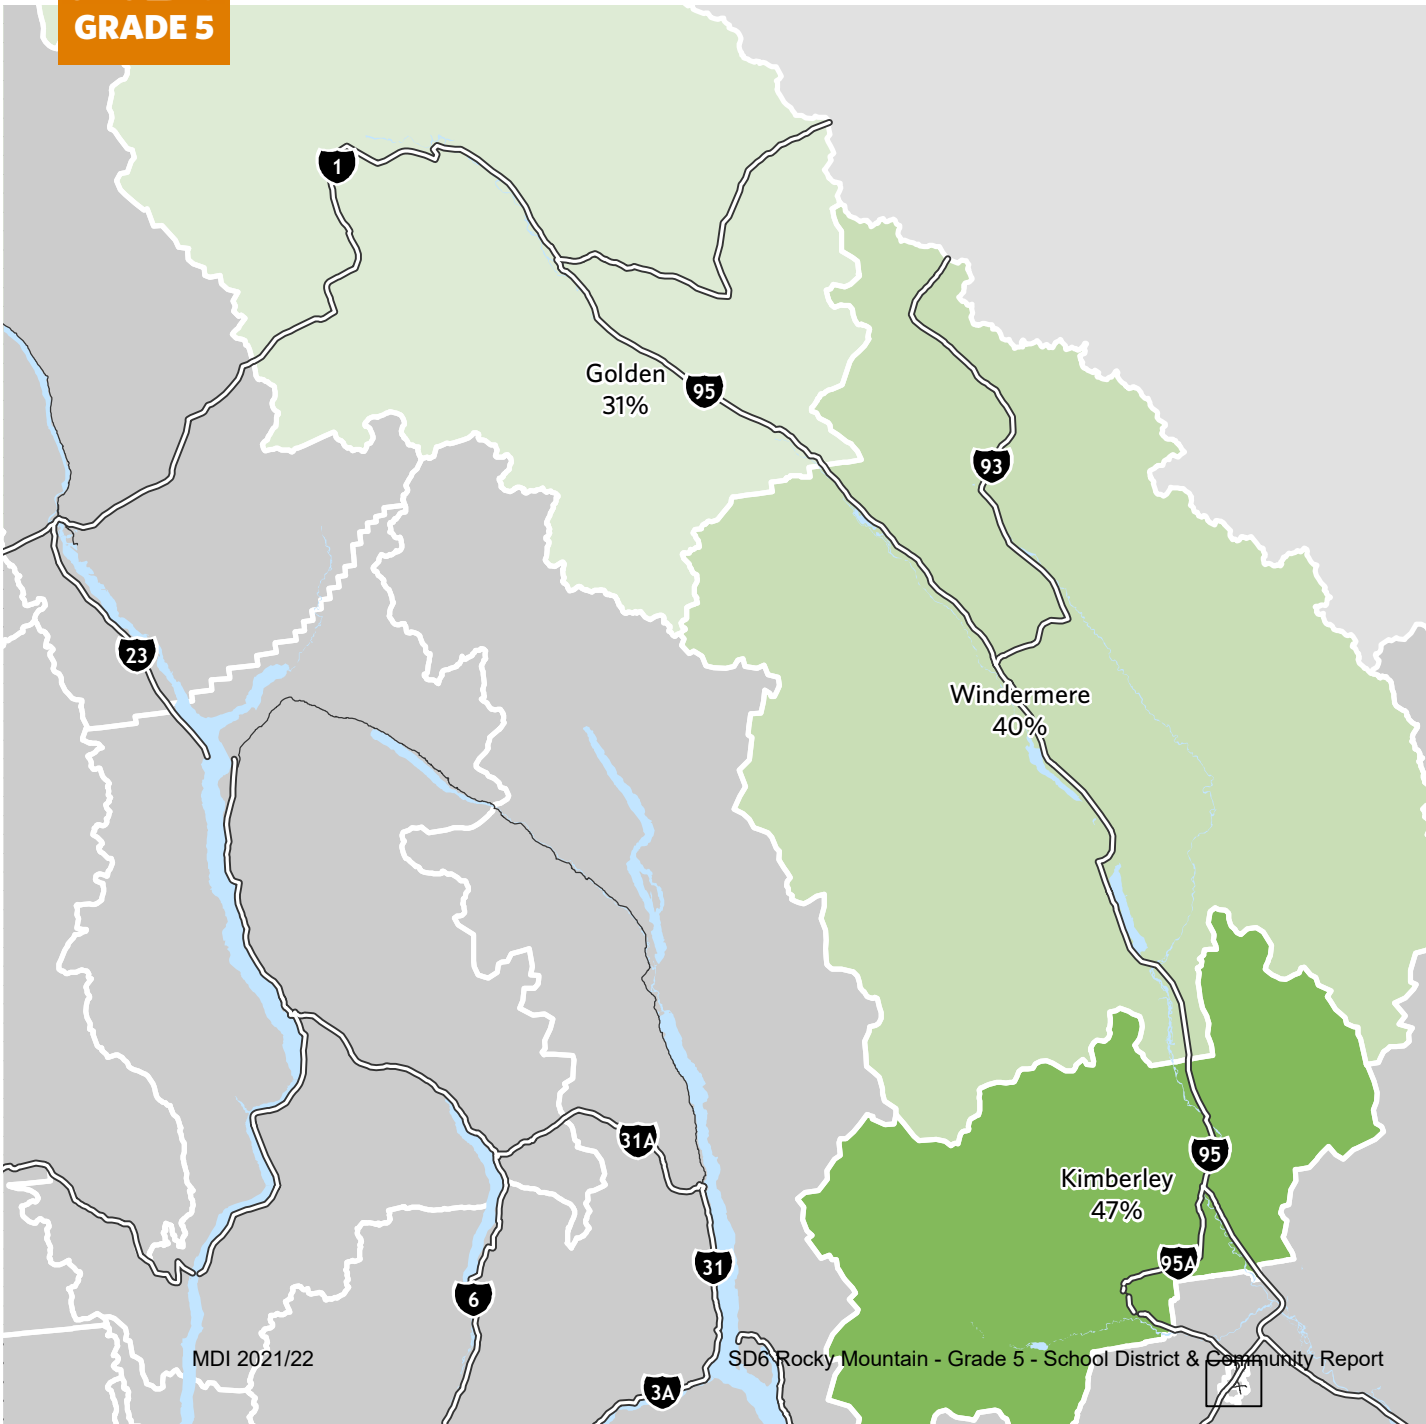 GRADE 5
1
Golden
31%
95
93
23
Windermere
40%
31A
95
Kimberley
47%
95A
31
6
MDI 2021/22
SD6 Rocky Mountain - Grade 5 - School District & Community Report
3A